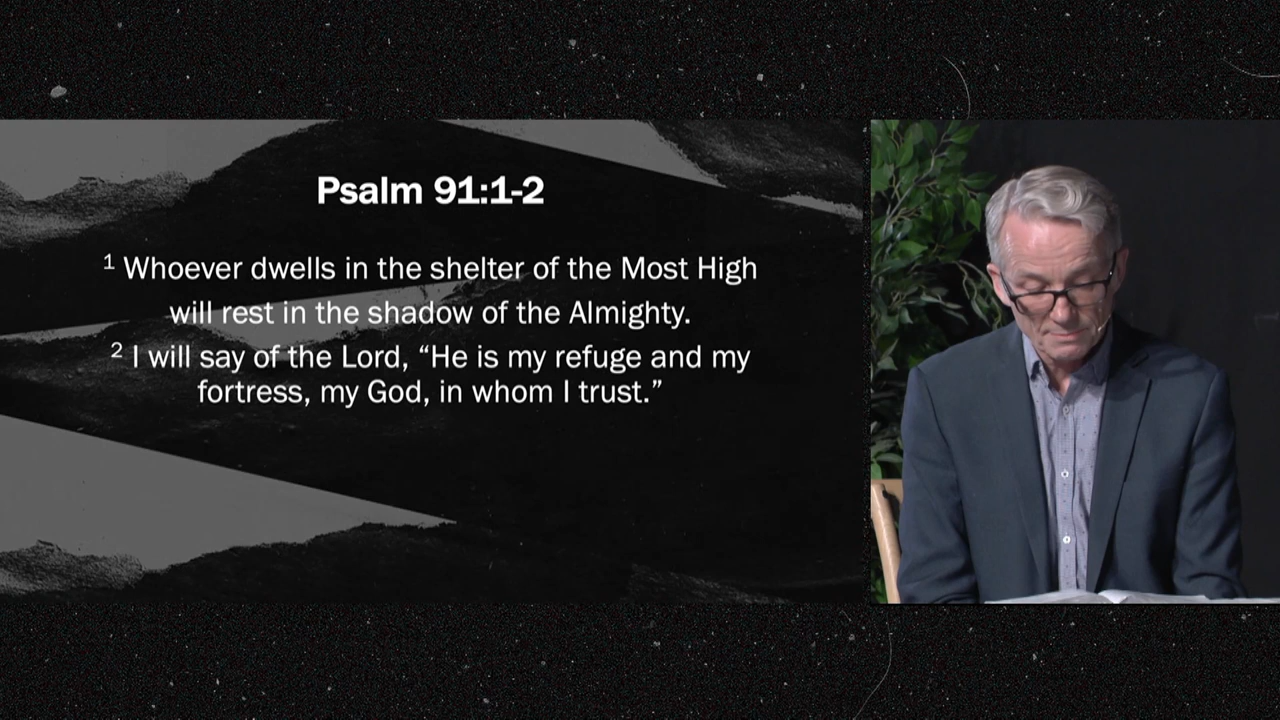 Psalm 91:1-2
1 Whoever dwells in the shelter of the Most High
will rest in the shadow of the Almighty.
2 I will say of the Lord, “He is my refuge and my
fortress, my God, in whom I trust.”